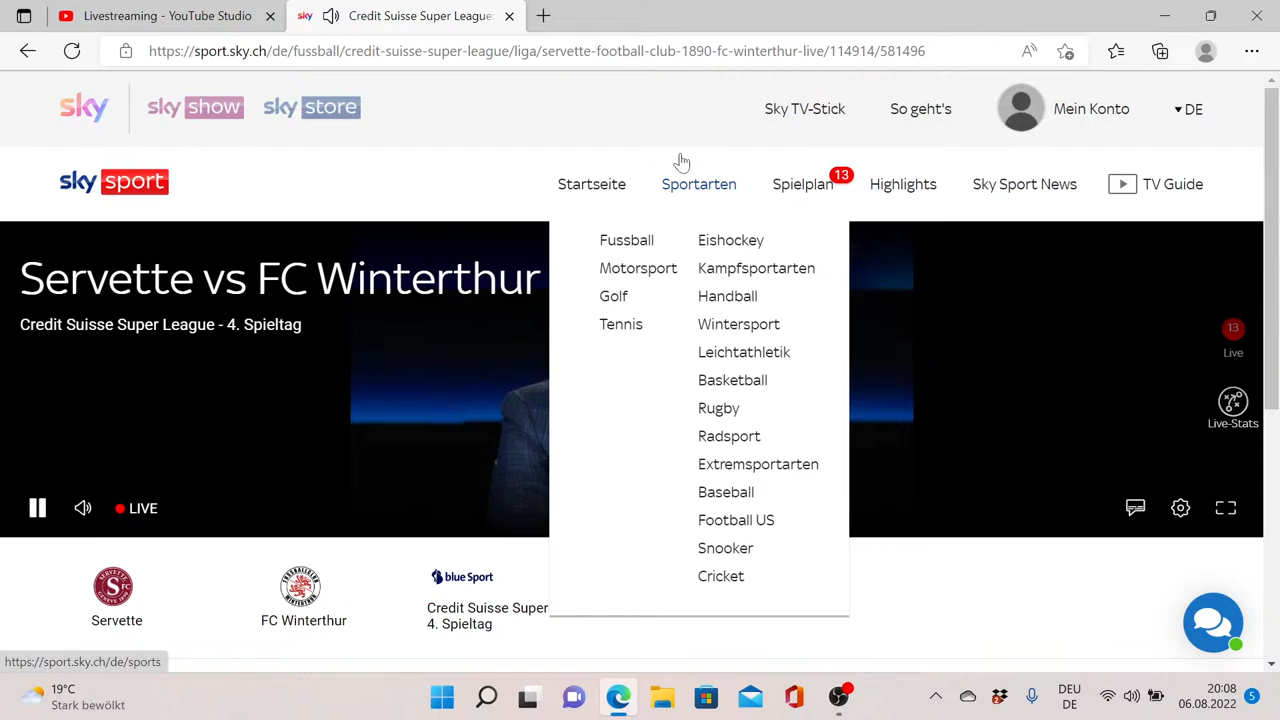 Livestreaming - YouTube Studio
sky Credit Suisse Super League
https://sport.sky.ch/de/fussball/credit-suisse-super-league/liga/servette-football-club-1890-fc-winterthur-live/114914/581496
sky sky show sky store
Sky TV-Stick So geht's Mein Konto DE
sky sport
Startseite Sportarten Spielplan 13 Highlights Sky Sport News TV Guide
Fussball Eishockey
Motorsport Kampfsportarten
Golf Handball
Tennis Wintersport
Leichtathletik
Basketball
Rugby
Radsport
Extremsportarten
Baseball
Football US
Snooker
Cricket
Servette vs FC Winterthur
Credit Suisse Super League - 4. Spieltag
13
Live
Live-Stats
LIVE
Servette
FUSSBALLCLUB WINTERTHUR
FC Winterthur
blue Sport
Credit Suisse Super
4. Spieltag
https://sport.sky.ch/de/sports
19°C
Stark bewölkt
DEU
DE
20:08
06.08.2022
5